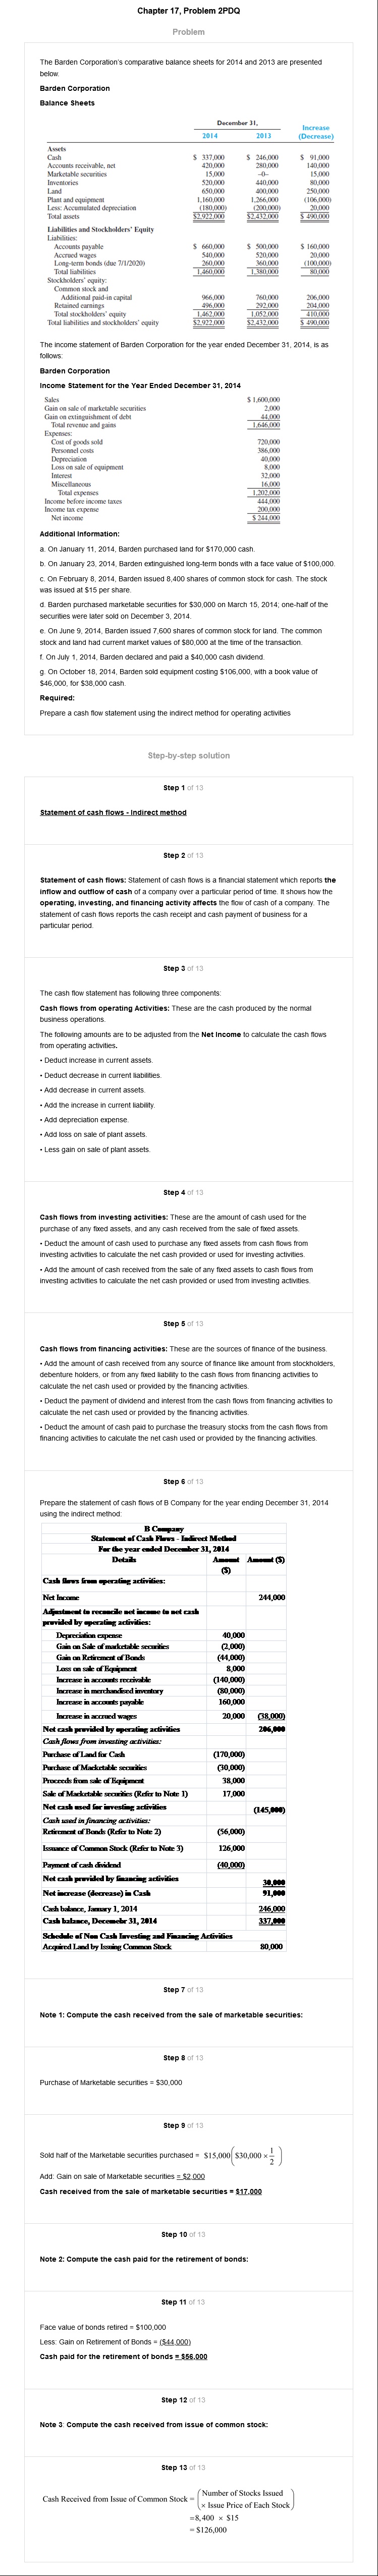 Chapter 17, Problem 2PDQ
Problem
The Barden Corporation's comparative balance sheets for 2014 and 2013 are presented
below.
Barden Corporation
Balance Sheets
December 31,
2014 2013 Increase (Decrease)
Assets
Cash $ 337,000 $ 246,000 $ 91,000
Accounts receivable, net 420,000 280,000 140,000
Marketable securities 15,000 -0- 15,000
Inventories 520,000 440,000 80,000
Land 650,000 400,000 250,000
Plant and equipment 1,160,000 1,266,000 (106,000)
Less: Accumulated depreciation (180,000) (200,000) 20,000
Total assets $2,922,000 $2,432,000 $ 490,000
Liabilities and Stockholders' Equity
Liabilities:
Accounts payable $ 660,000 $ 500,000 $ 160,000
Accrued wages 540,000 520,000 20,000
Long-term bonds (due 7/1/2020) 260,000 360,000 (100,000)
Total liabilities 1,460,000 1,380,000 80,000
Stockholders' equity:
Common stock and
Additional paid-in capital 966,000 760,000 206,000
Retained earnings 496,000 292,000 204,000
Total stockholders' equity 1,462,000 1,052,000 410,000
Total liabilities and stockholders' equity $2,922,000 $2,432,000 $ 490,000
The income statement of Barden Corporation for the year ended December 31, 2014, is as
follows:
Barden Corporation
Income Statement for the Year Ended December 31, 2014
Sales $ 1,600,000
Gain on sale of marketable securities 2,000
Gain on extinguishment of debt 44,000
Total revenue and gains 1,646,000
Expenses:
Cost of goods sold 720,000
Personnel costs 386,000
Depreciation 40,000
Loss on sale of equipment 8,000
Interest 32,000
Miscellaneous 16,000
Total expenses 1,202,000
Income before income taxes 444,000
Income tax expense 200,000
Net income $ 244,000
Additional Information:
a. On January 11, 2014, Barden purchased land for $170,000 cash.
b. On January 23, 2014, Barden extinguished long-term bonds with a face value of $100,000.
c. On February 8, 2014, Barden issued 8,400 shares of common stock for cash. The stock
was issued at $15 per share.
d. Barden purchased marketable securities for $30,000 on March 15, 2014; one-half of the
securities were later sold on December 3, 2014.
e. On June 9, 2014, Barden issued 7,600 shares of common stock for land. The common
stock and land had current market values of $80,000 at the time of the transaction.
f. On July 1, 2014, Barden declared and paid a $40,000 cash dividend.
g. On October 18, 2014, Barden sold equipment costing $106,000, with a book value of
$46,000, for $38,000 cash.
Required:
Prepare a cash flow statement using the indirect method for operating activities
Step-by-step solution
Step 1 of 13
Statement of cash flows - Indirect method
Step 2 of 13
Statement of cash flows: Statement of cash flows is a financial statement which reports the
inflow and outflow of cash of a company over a particular period of time. It shows how the
operating, investing, and financing activity affects the flow of cash of a company. The
statement of cash flows reports the cash receipt and cash payment of business for a
particular period.
Step 3 of 13
The cash flow statement has following three components:
Cash flows from operating Activities: These are the cash produced by the normal
business operations.
The following amounts are to be adjusted from the Net Income to calculate the cash flows
from operating activities.
• Deduct increase in current assets.
• Deduct decrease in current liabilities.
• Add decrease in current assets.
• Add the increase in current liability.
• Add depreciation expense.
• Add loss on sale of plant assets.
• Less gain on sale of plant assets.
Step 4 of 13
Cash flows from investing activities: These are the amount of cash used for the
purchase of any fixed assets, and any cash received from the sale of fixed assets.
• Deduct the amount of cash used to purchase any fixed assets from cash flows from
investing activities to calculate the net cash provided or used for investing activities.
• Add the amount of cash received from the sale of any fixed assets to cash flows from
investing activities to calculate the net cash provided or used from investing activities.
Step 5 of 13
Cash flows from financing activities: These are the sources of finance of the business.
• Add the amount of cash received from any source of finance like amount from stockholders,
debenture holders, or from any fixed liability to the cash flows from financing activities to
calculate the net cash used or provided by the financing activities.
• Deduct the payment of dividend and interest from the cash flows from financing activities to
calculate the net cash used or provided by the financing activities.
• Deduct the amount of cash paid to purchase the treasury stocks from the cash flows from
financing activities to calculate the net cash used or provided by the financing activities.
Step 6 of 13
Prepare the statement of cash flows of B Company for the year ending December 31, 2014
using the indirect method:
B Company
Statement of Cash Flows - Indirect Method
For the year ended December 31, 2014
Details Amount ($) Amount ($)
Cash flows from operating activities:
Net Income 244,000
Adjustment to reconcile net income to net cash
provided by operating activities:
Depreciation expense 40,000
Gain on Sale of marketable securities (2,000)
Gain on Retirement of Bonds (44,000)
Loss on sale of Equipment 8,000
Increase in accounts receivable (140,000)
Increase in merchandised inventory (80,000)
Increase in accounts payable 160,000
Increase in accrued wages 20,000 (38,000)
Net cash provided by operating activities 206,000
Cash flows from investing activities:
Purchase of Land for Cash (170,000)
Purchase of Macketable securities (30,000)
Proceeds from sale of Equipment 38,000
Sale of Macketable securities (Refer to Note 1) 17,000
Net cash used for investing activities (145,000)
Cash used in financing activities:
Retirement of Bonds (Refer to Note 2) (56,000)
Issuance of Common Stock (Refer to Note 3) 126,000
Payment of cash dividend (40,000)
Net cash provided by financing activities 30,000
Net increase (decrease) in Cash 91,000
Cash balance, January 1, 2014 246,000
Cash balance, Decemebr 31, 2014 337,000
Schedule of Non Cash Investing and Financing Activities
Acquired Land by Issuing Common Stock 80,000
Step 7 of 13
Note 1: Compute the cash received from the sale of marketable securities:
Step 8 of 13
Purchase of Marketable securities = $30,000
Step 9 of 13
Sold half of the Marketable securities purchased = $15,000 ($30,000 × 1/2)
Add: Gain on sale of Marketable securities = $2,000
Cash received from the sale of marketable securities = $17,000
Step 10 of 13
Note 2: Compute the cash paid for the retirement of bonds:
Step 11 of 13
Face value of bonds retired = $100,000
Less: Gain on Retirement of Bonds = ($44,000)
Cash paid for the retirement of bonds = $56,000
Step 12 of 13
Note 3: Compute the cash received from issue of common stock:
Step 13 of 13
Cash Received from Issue of Common Stock = (Number of Stocks Issued
× Issue Price of Each Stock)
=8,400 × $15
= $126,000